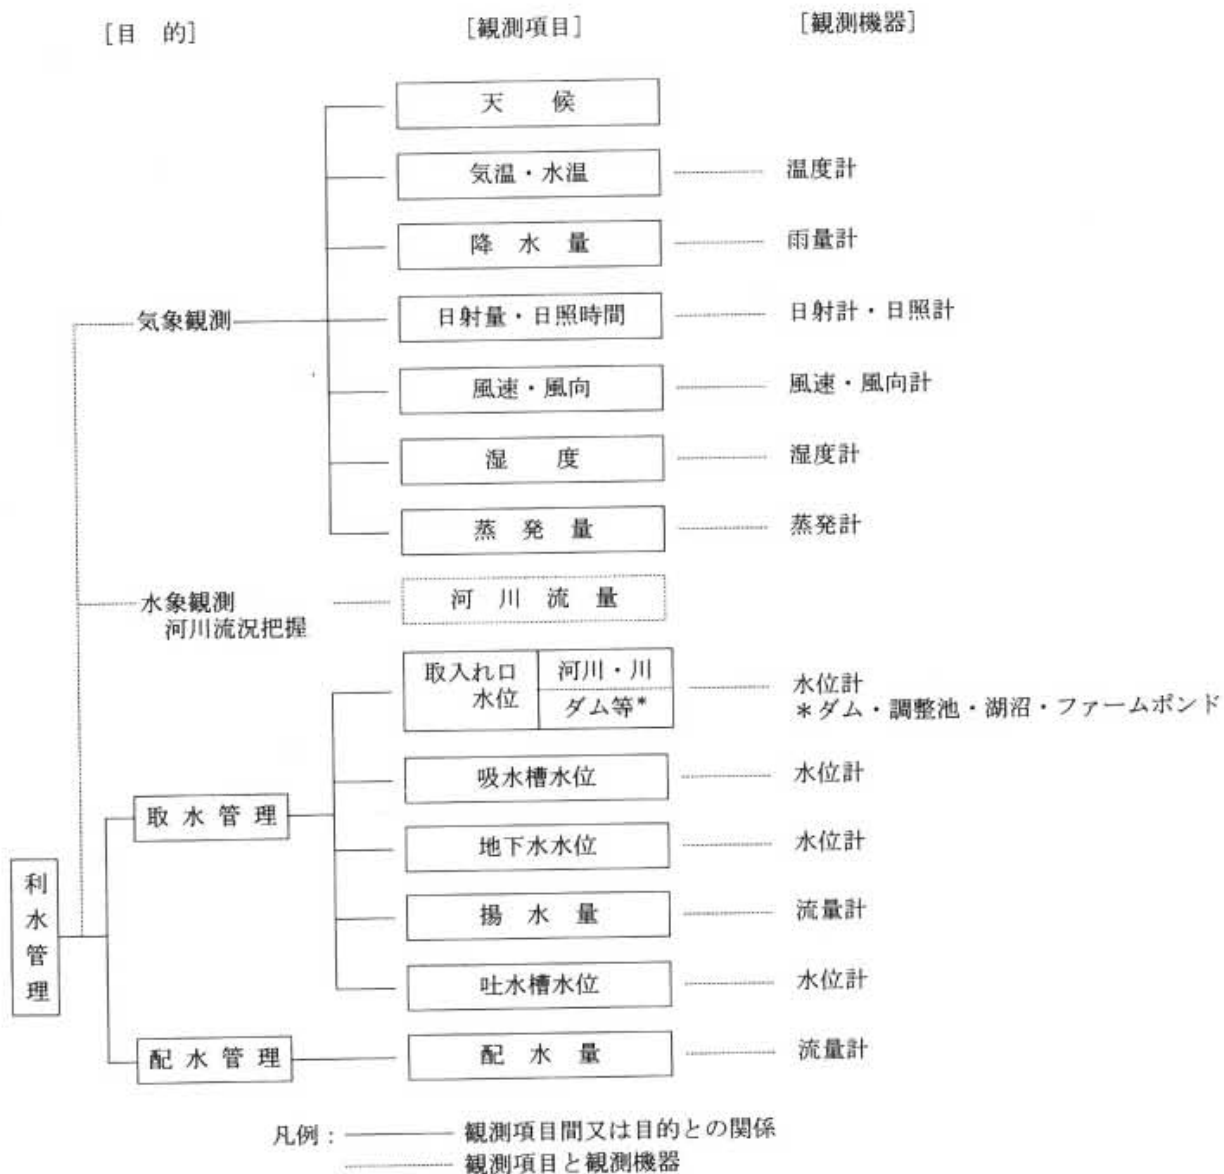 [目　的]　[観測項目]　[観測機器]
天　候
気温・水温　温度計
降　水　量　雨量計
気象観測　日射量・日照時間　日射計・日照計
風速・風向　風速・風向計
湿　度　湿度計
蒸　発　量　蒸発計
水象観測　河　川　流　量
河川流況把握
取入れ口　河川・川　水位計
水位　ダム等*　＊ダム・調整池・湖沼・ファームポンド
吸水槽水位　水位計
取水管理　地下水水位　水位計
利水管理　揚　水　量　流量計
吐水槽水位　水位計
配水管理　配　水　量　流量計
凡例：　観測項目間又は目的との関係
観測項目と観測機器